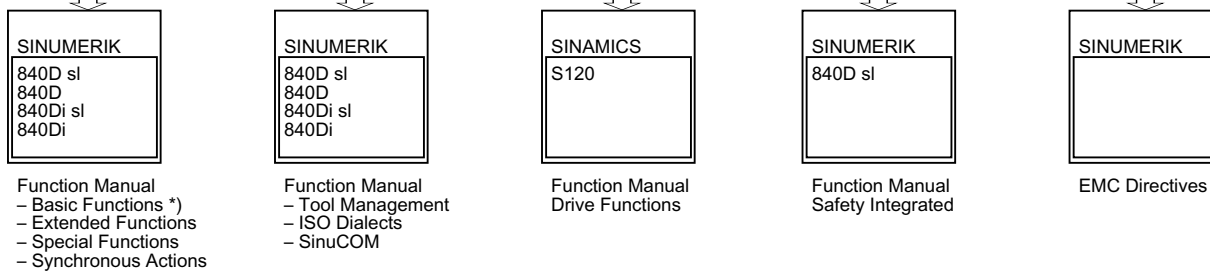 SINUMERIK
840D sl
840D
840Di sl
840Di
Function Manual
– Basic Functions *)
– Extended Functions
– Special Functions
– Synchronous Actions
SINUMERIK
840D sl
840D
840Di sl
840Di
Function Manual
– Tool Management
– ISO Dialects
– SinuCOM
SINAMICS
S120
Function Manual
Drive Functions
SINUMERIK
840D sl
Function Manual
Safety Integrated
SINUMERIK
EMC Directives